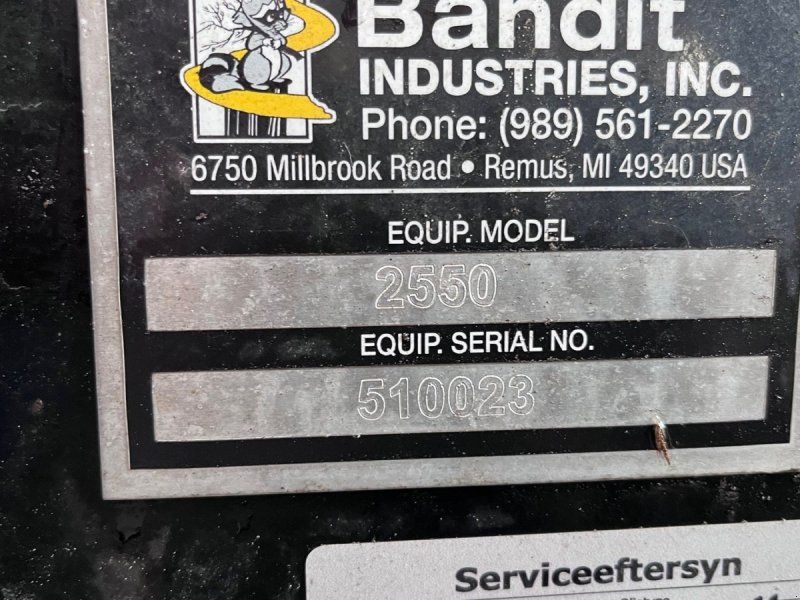 Bandit
INDUSTRIES, INC.
Phone: (989) 561-2270
6750 Millbrook Road • Remus, MI 49340 USA
EQUIP. MODEL
2550
EQUIP. SERIAL NO.
510023
Serviceeftersyn